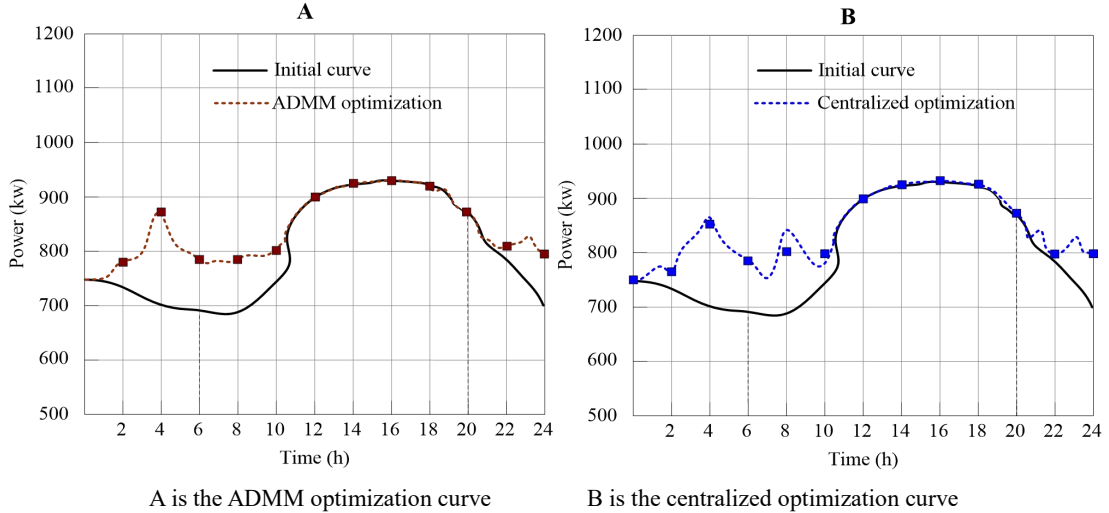 A
1200
1100
1000
900
800
700
600
500
Power (kw)
Initial curve
ADMM optimization
2 4 6 8 10 12 14 16 18 20 22 24
Time (h)
B
1200
1100
1000
900
800
700
600
500
Power (kw)
Initial curve
Centralized optimization
2 4 6 8 10 12 14 16 18 20 22 24
Time (h)
A is the ADMM optimization curve
B is the centralized optimization curve